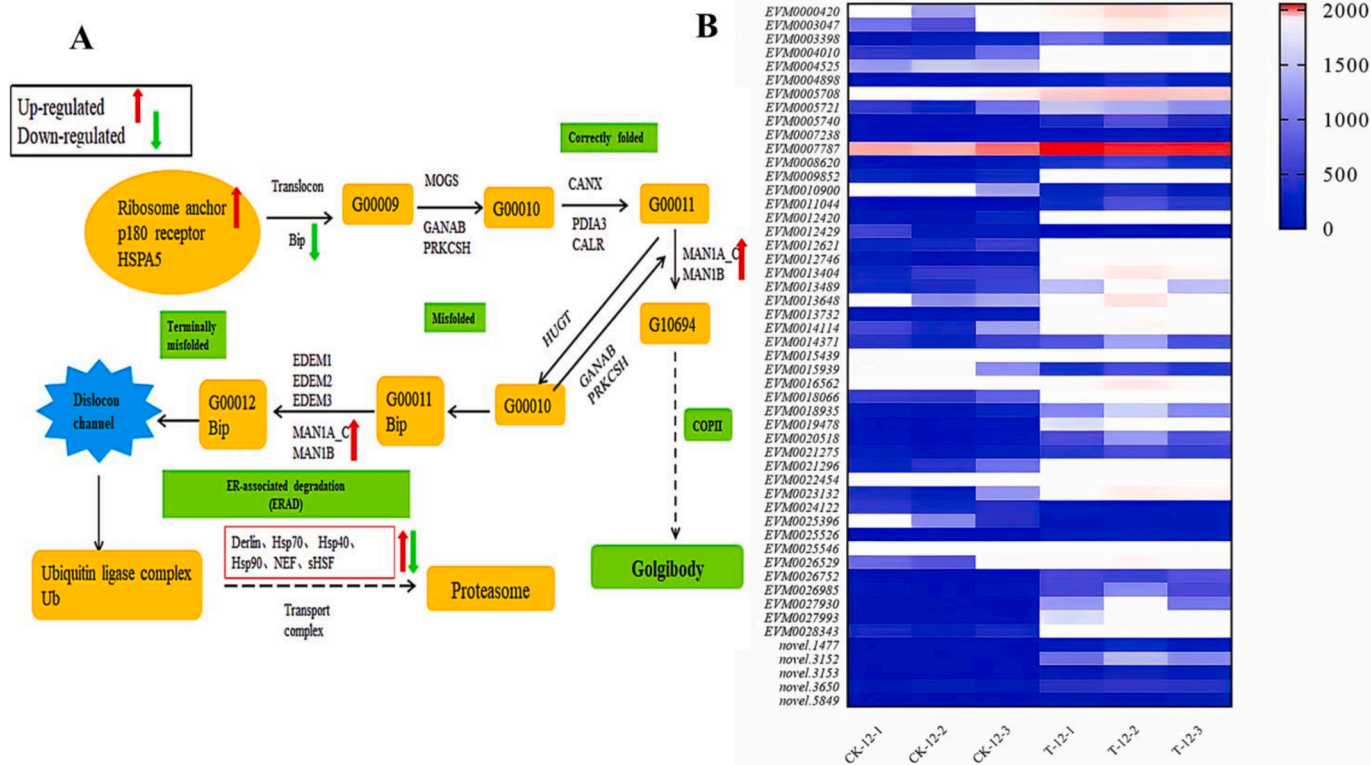 A
Up-regulated
Down-regulated
Ribosome anchor
p180 receptor
HSPA5
Translocon
Bip
G00009
MOGS
GANAB
PRKCSH
G00010
Correctly folded
CANX
PDIA3
CALR
G00011
MAN1A_C
MAN1B
G10694
HUGT
GANAB
PRKCSH
Misfolded
Terminally
misfolded
Dislocon
channel
G00012
Bip
EDEM1
EDEM2
EDEM3
MAN1A_C
MAN1B
G00011
Bip
G00010
COPII
ER-associated degradation
(ERAD)
Derlin、Hsp70、 Hsp40、
Hsp90、NEF、sHSF
Transport
complex
Ubiquitin ligase complex
Ub
Proteasome
Golgibody
B
EVM0000420
EVM0003047
EVM0003398
EVM0004010
EVM0004525
EVM0004898
EVM0005708
EVM0005721
EVM0005740
EVM0007238
EVM0007787
EVM0008620
EVM0009852
EVM0010900
EVM0011044
EVM0012420
EVM0012429
EVM0012621
EVM0012746
EVM0013404
EVM0013489
EVM0013648
EVM0013732
EVM0014114
EVM0014371
EVM0015439
EVM0015939
EVM0016562
EVM0018066
EVM0018935
EVM0019478
EVM0020518
EVM0021275
EVM0021296
EVM0022454
EVM0023132
EVM0024122
EVM0025396
EVM0025526
EVM0025546
EVM0026529
EVM0026752
EVM0026985
EVM0027930
EVM0027993
EVM0028343
novel.1477
novel.3152
novel.3153
novel.3650
novel.5849
CK-12-1
CK-12-2
CK-12-3
T-12-1
T-12-2
T-12-3
2000
1500
1000
500
0